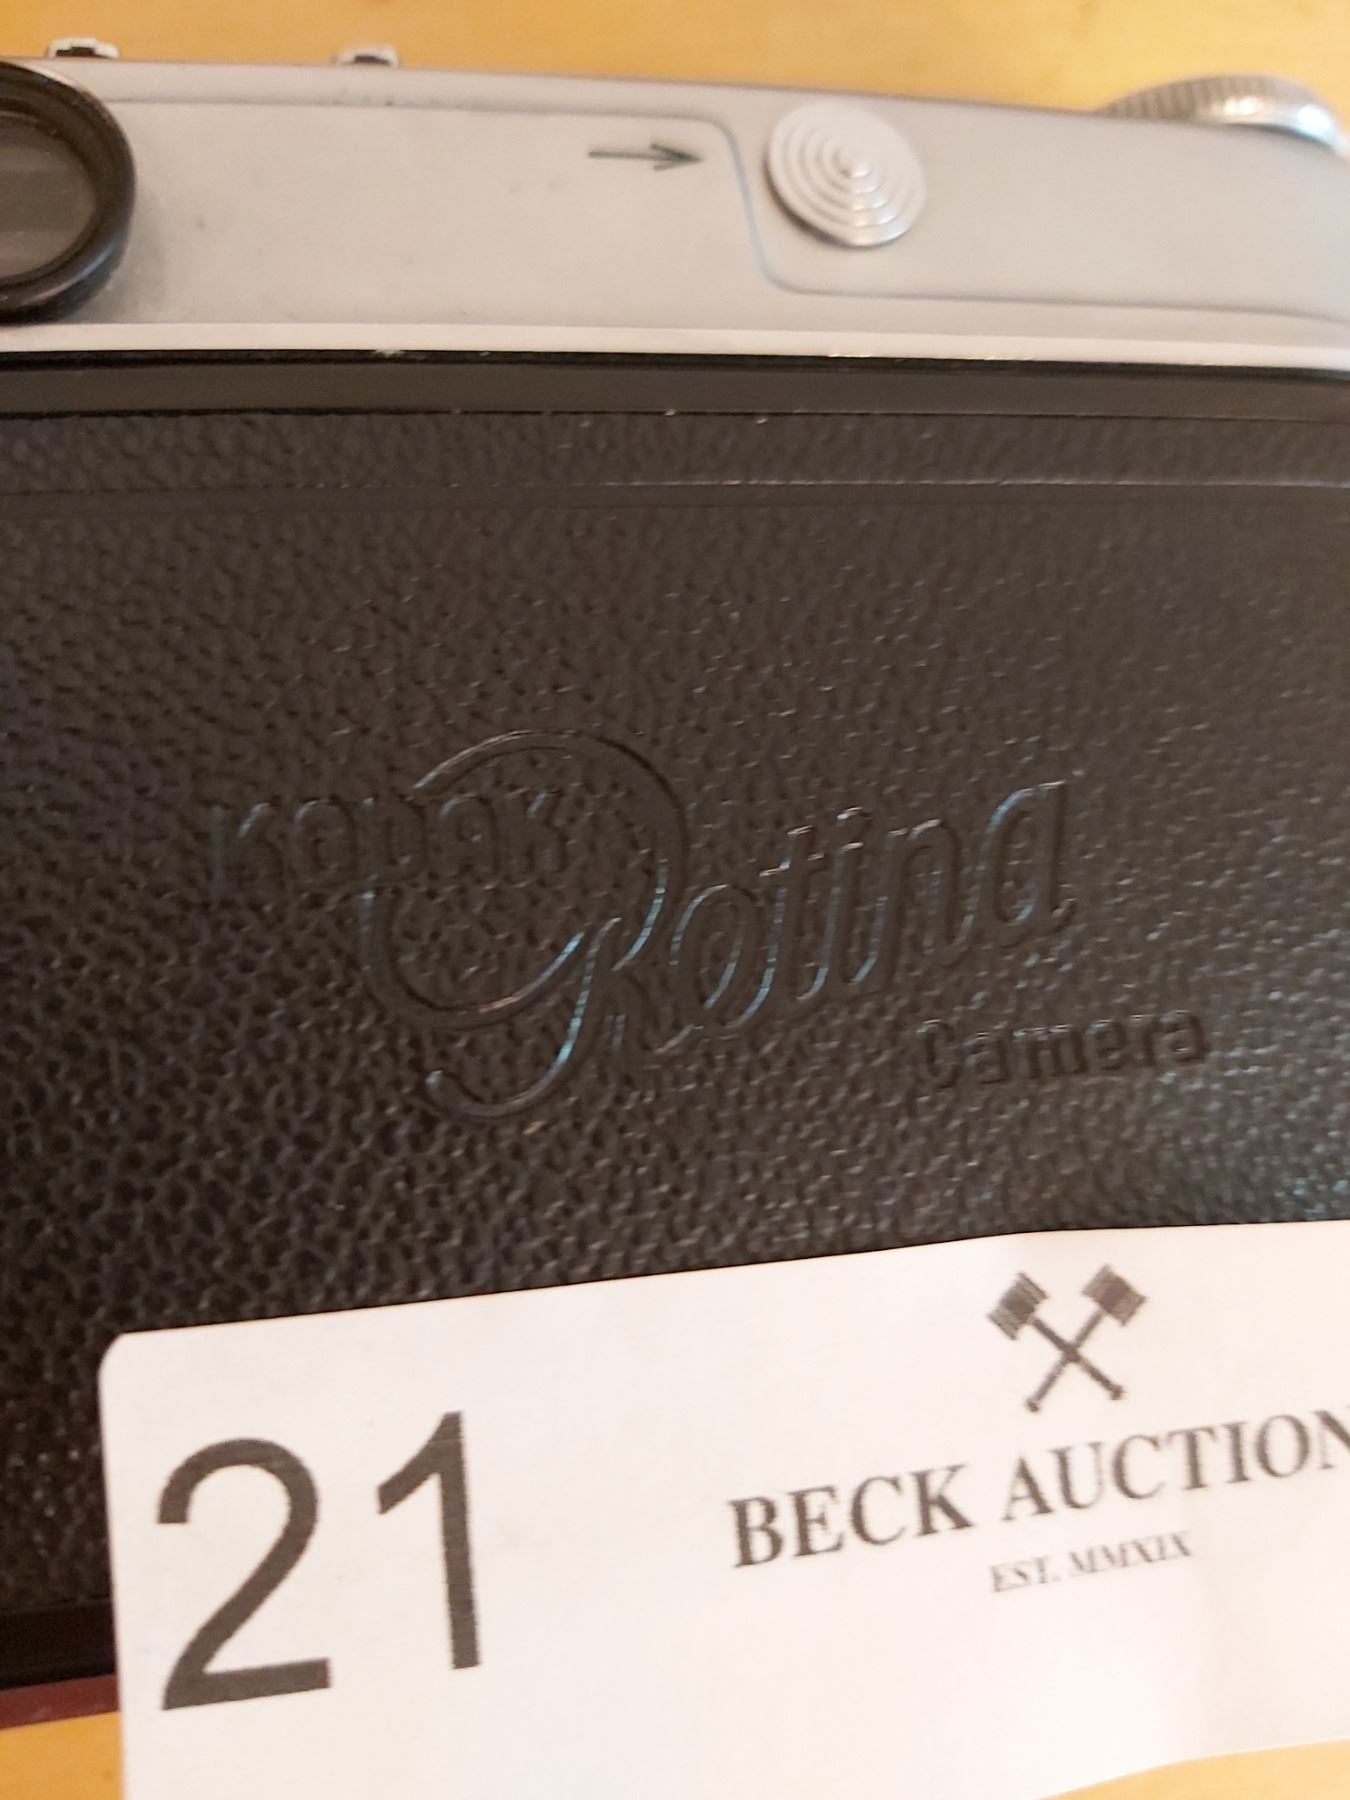 KODAK
Retina
Camera
21
BECK AUCTION
EST. MMXIX